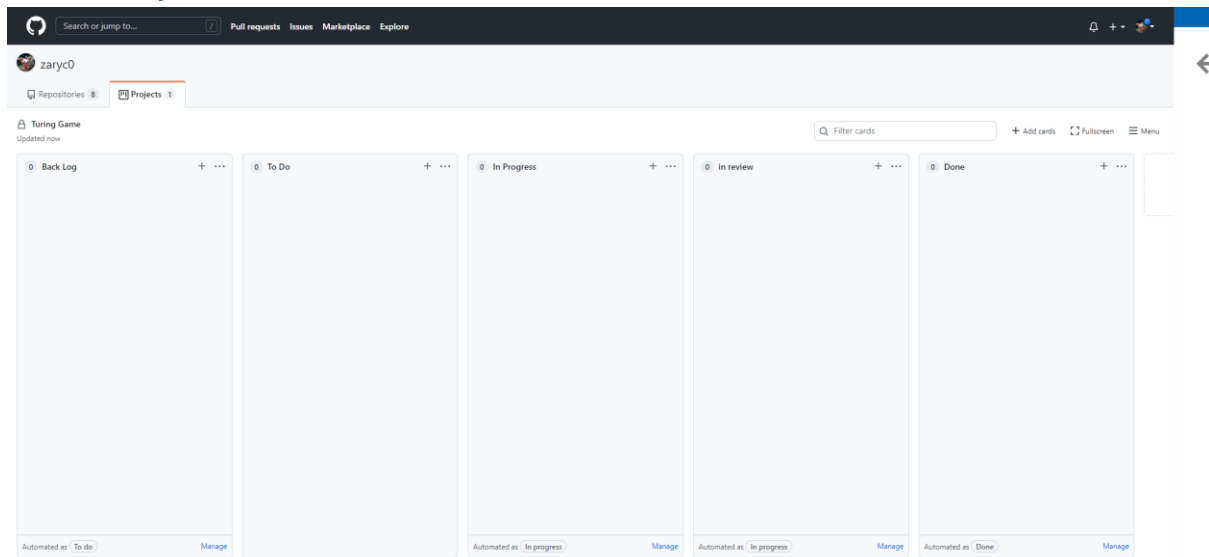 Search or jump to... / Pull requests Issues Marketplace Explore
zaryc0
Repositories 8 Projects 1
Turing Game
Updated now
Filter cards + Add cards Fullscreen Menu
0 Back Log + ...
0 To Do + ...
0 In Progress + ...
0 in review + ...
0 Done + ...
Automated as To do Manage
Automated as In progress Manage
Automated as In progress Manage
Automated as Done Manage